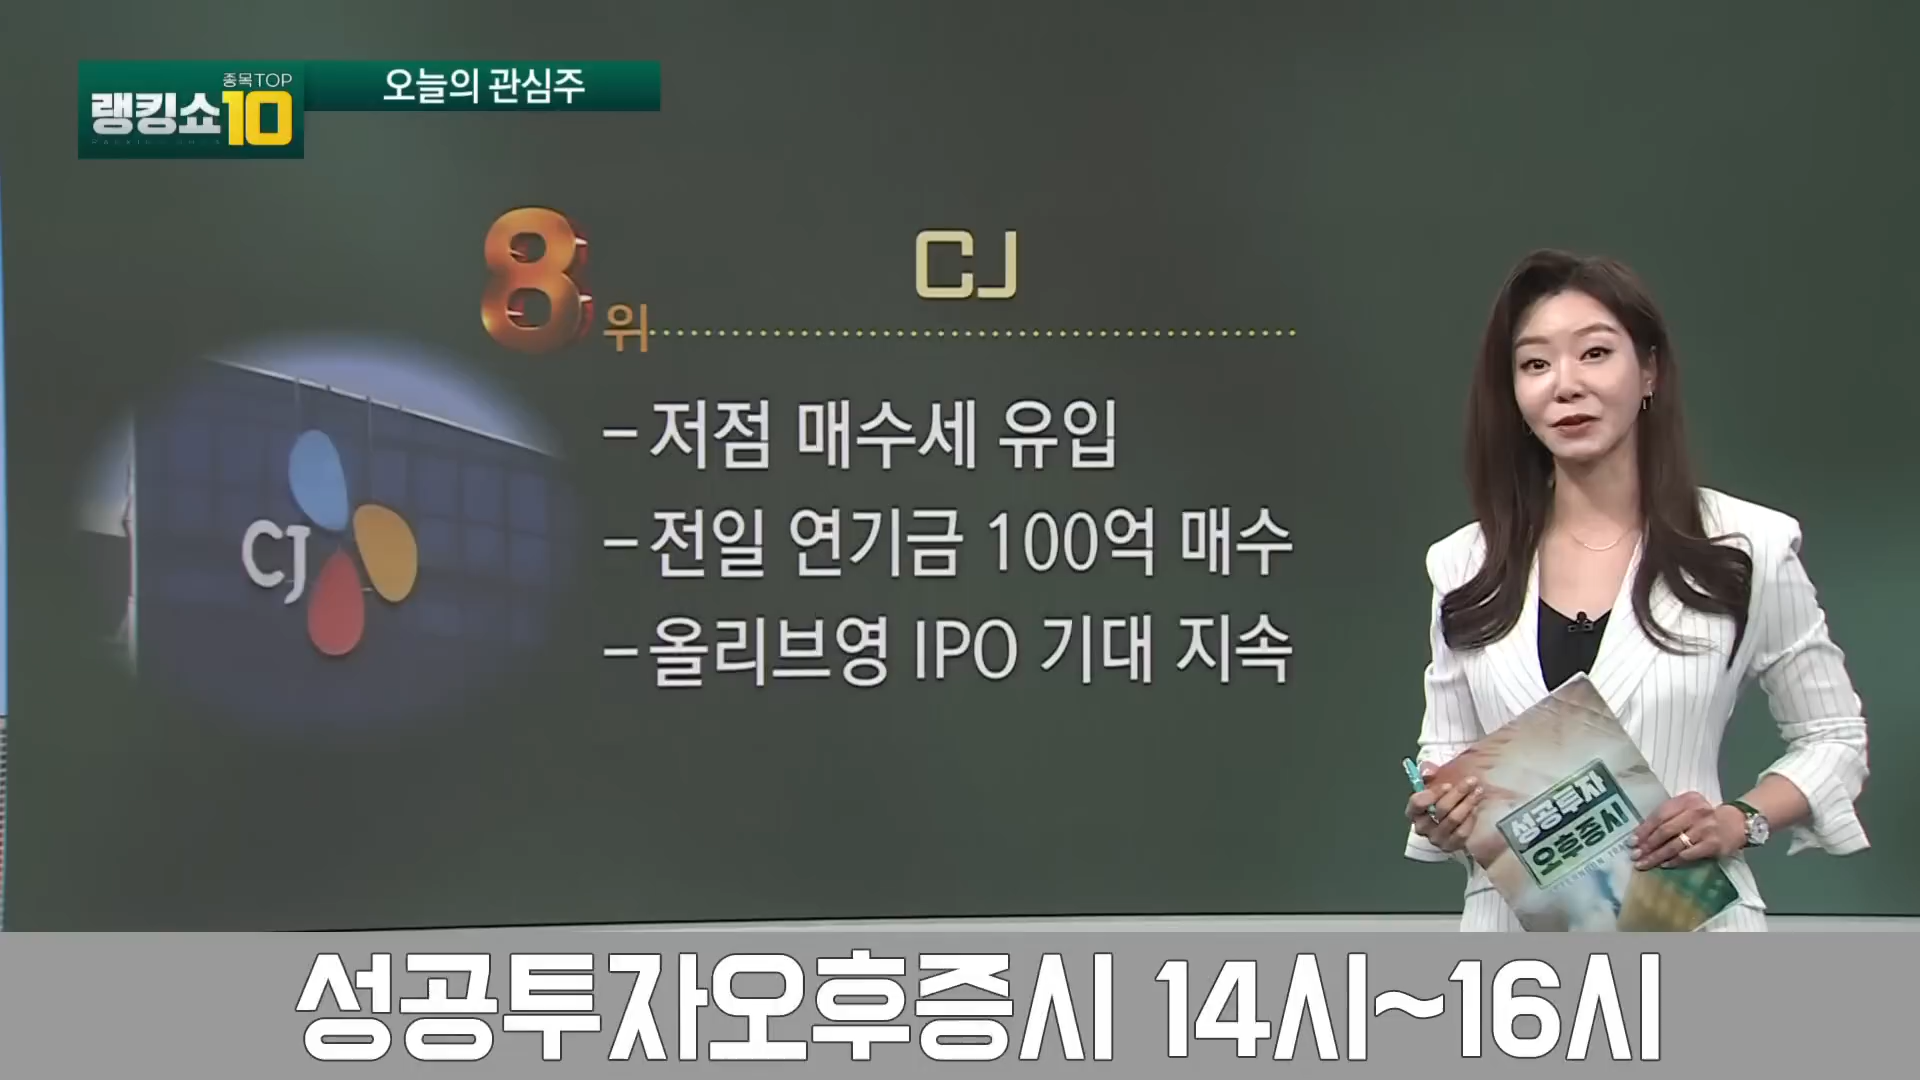 종목TOP
랭킹쇼10
오늘의 관심주
8위
CJ
CJ
-저점 매수세 유입
-전일 연기금 100억 매수
-올리브영 IPO 기대 지속
성공투자
오후증시
성공투자오후증시 14시~16시